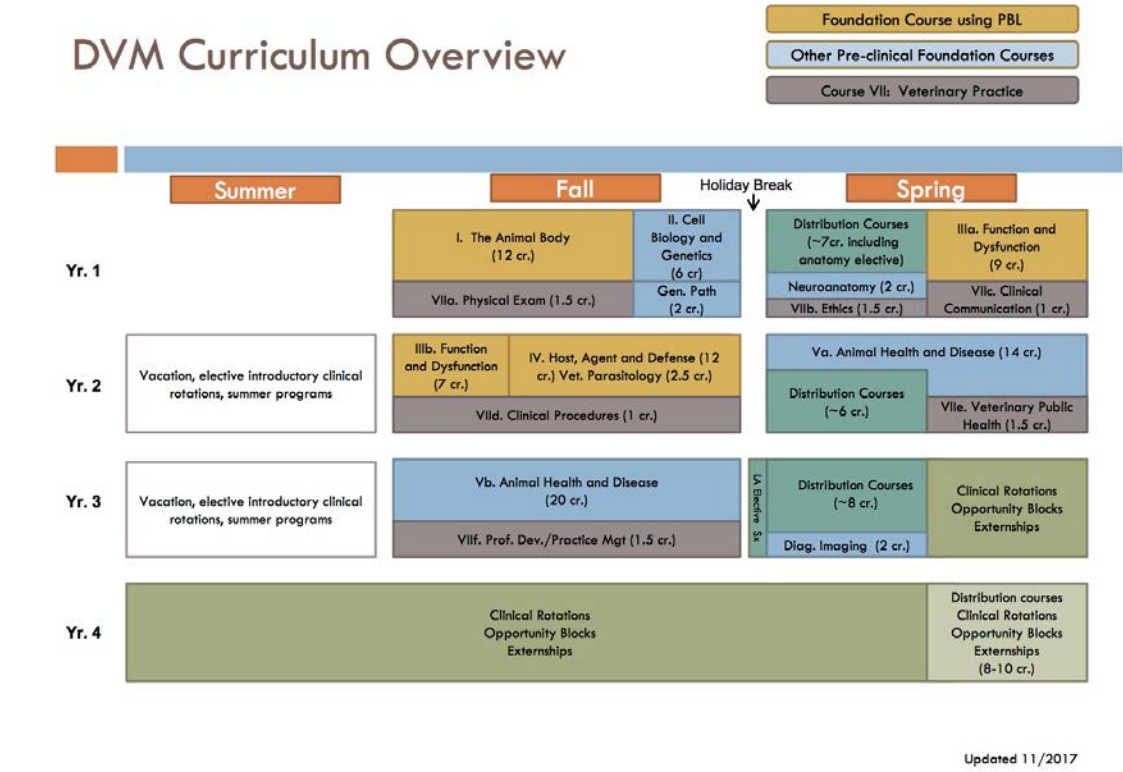 DVM Curriculum Overview
Foundation Course using PBL
Other Pre-clinical Foundation Courses
Course VII: Veterinary Practice
Summer
Fall
Holiday Break
Spring
Yr. 1
I. The Animal Body
(12 cr.)
VIIa. Physical Exam (1.5 cr.)
II. Cell
Biology and
Genetics
(6 cr)
Gen. Path
(2 cr.)
Distribution Courses
(~7cr. including
anatomy elective)
Neuroanatomy (2 cr.)
VIIb. Ethics (1.5 cr.)
IIIa. Function and
Dysfunction
(9 cr.)
VIIc. Clinical
Communication (1 cr.)
Yr. 2
Vacation, elective introductory clinical
rotations, summer programs
IIIb. Function
and Dysfunction
(7 cr.)
IV. Host, Agent and Defense (12
cr.) Vet. Parasitology (2.5 cr.)
VIId. Clinical Procedures (1 cr.)
Va. Animal Health and Disease (14 cr.)
Distribution Courses
(~6 cr.)
VIIe. Veterinary Public
Health (1.5 cr.)
Yr. 3
Vacation, elective introductory clinical
rotations, summer programs
Vb. Animal Health and Disease
(20 cr.)
VIIf. Prof. Dev./Practice Mgt (1.5 cr.)
LA Elective Sx
Distribution Courses
(~8 cr.)
Diag. Imaging (2 cr.)
Clinical Rotations
Opportunity Blocks
Externships
Yr. 4
Clinical Rotations
Opportunity Blocks
Externships
Distribution courses
Clinical Rotations
Opportunity Blocks
Externships
(8-10 cr.)
Updated 11/2017